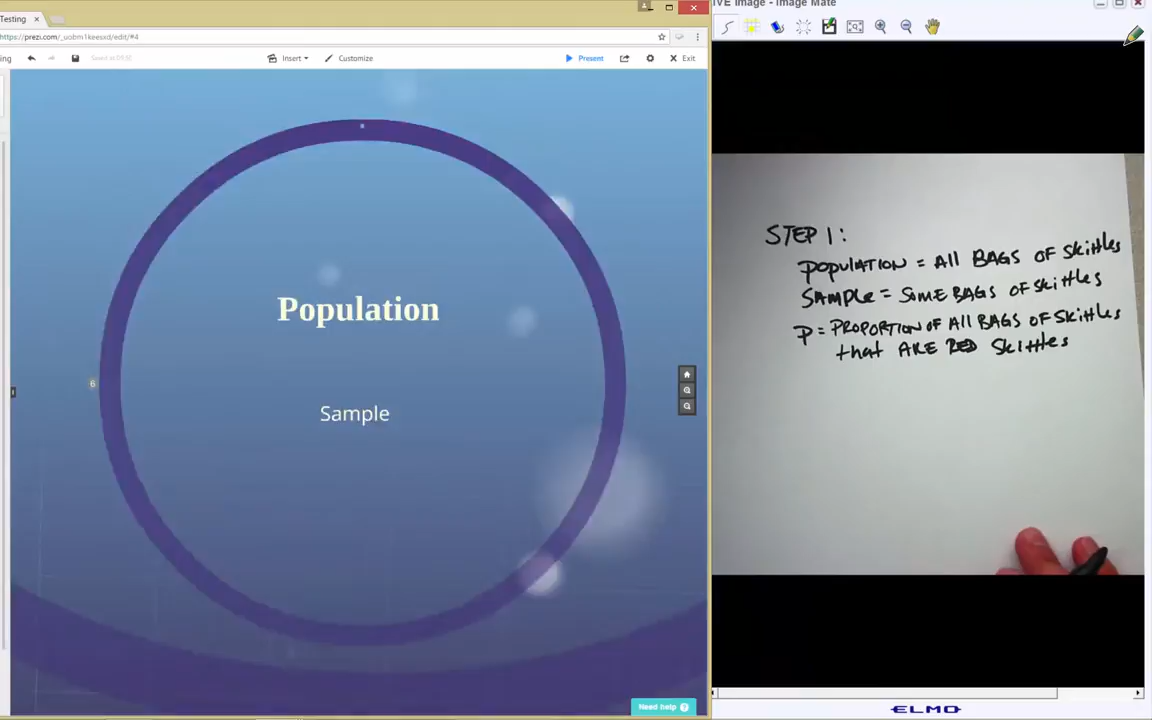 Testing
IVE Image - Image Mate
https://prezi.com/_uobm1keesxd/edit/#4
ing
Insert
Customize
Present
Exit
Population
Sample
6
STEP 1:
POPULATION = All BAGS OF Skittles
SAMPLE = SOME BAGS OF Skittles
P = PROPORTION OF All BAGS OF Skittles
that ARE RED Skittles
Need help ?
ELMO